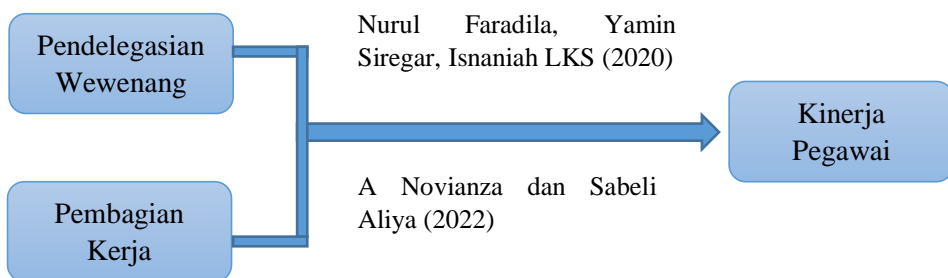 Pendelegasian
Wewenang
Nurul Faradila, Yamin
Siregar, Isnaniah LKS (2020)
Kinerja
Pegawai
A Novianza dan Sabeli
Aliya (2022)
Pembagian
Kerja